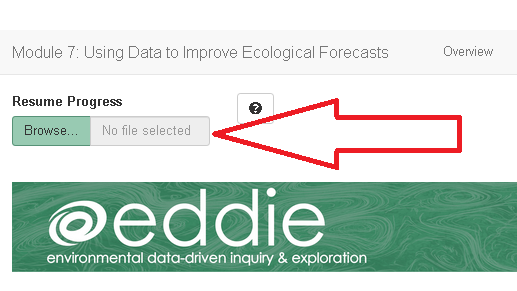 Module 7: Using Data to Improve Ecological Forecasts Overview
Resume Progress
?
Browse... No file selected
eddie
environmental data-driven inquiry & exploration